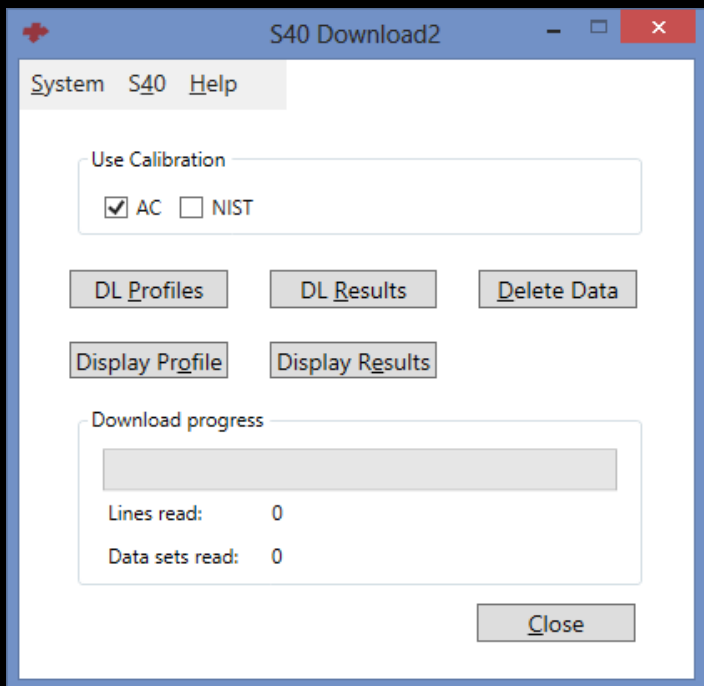 S40 Download2
System S40 Help
Use Calibration
AC NIST
DL Profiles DL Results Delete Data
Display Profile Display Results
Download progress
Lines read: 0
Data sets read: 0
Close